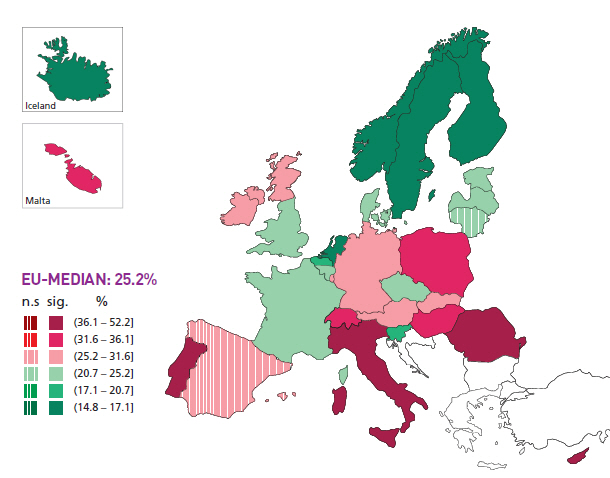 Iceland
Malta
EU-MEDIAN: 25.2%
n.s sig. %
(36.1 – 52.2]
(31.6 – 36.1]
(25.2 – 31.6]
(20.7 – 25.2]
(17.1 – 20.7]
(14.8 – 17.1]